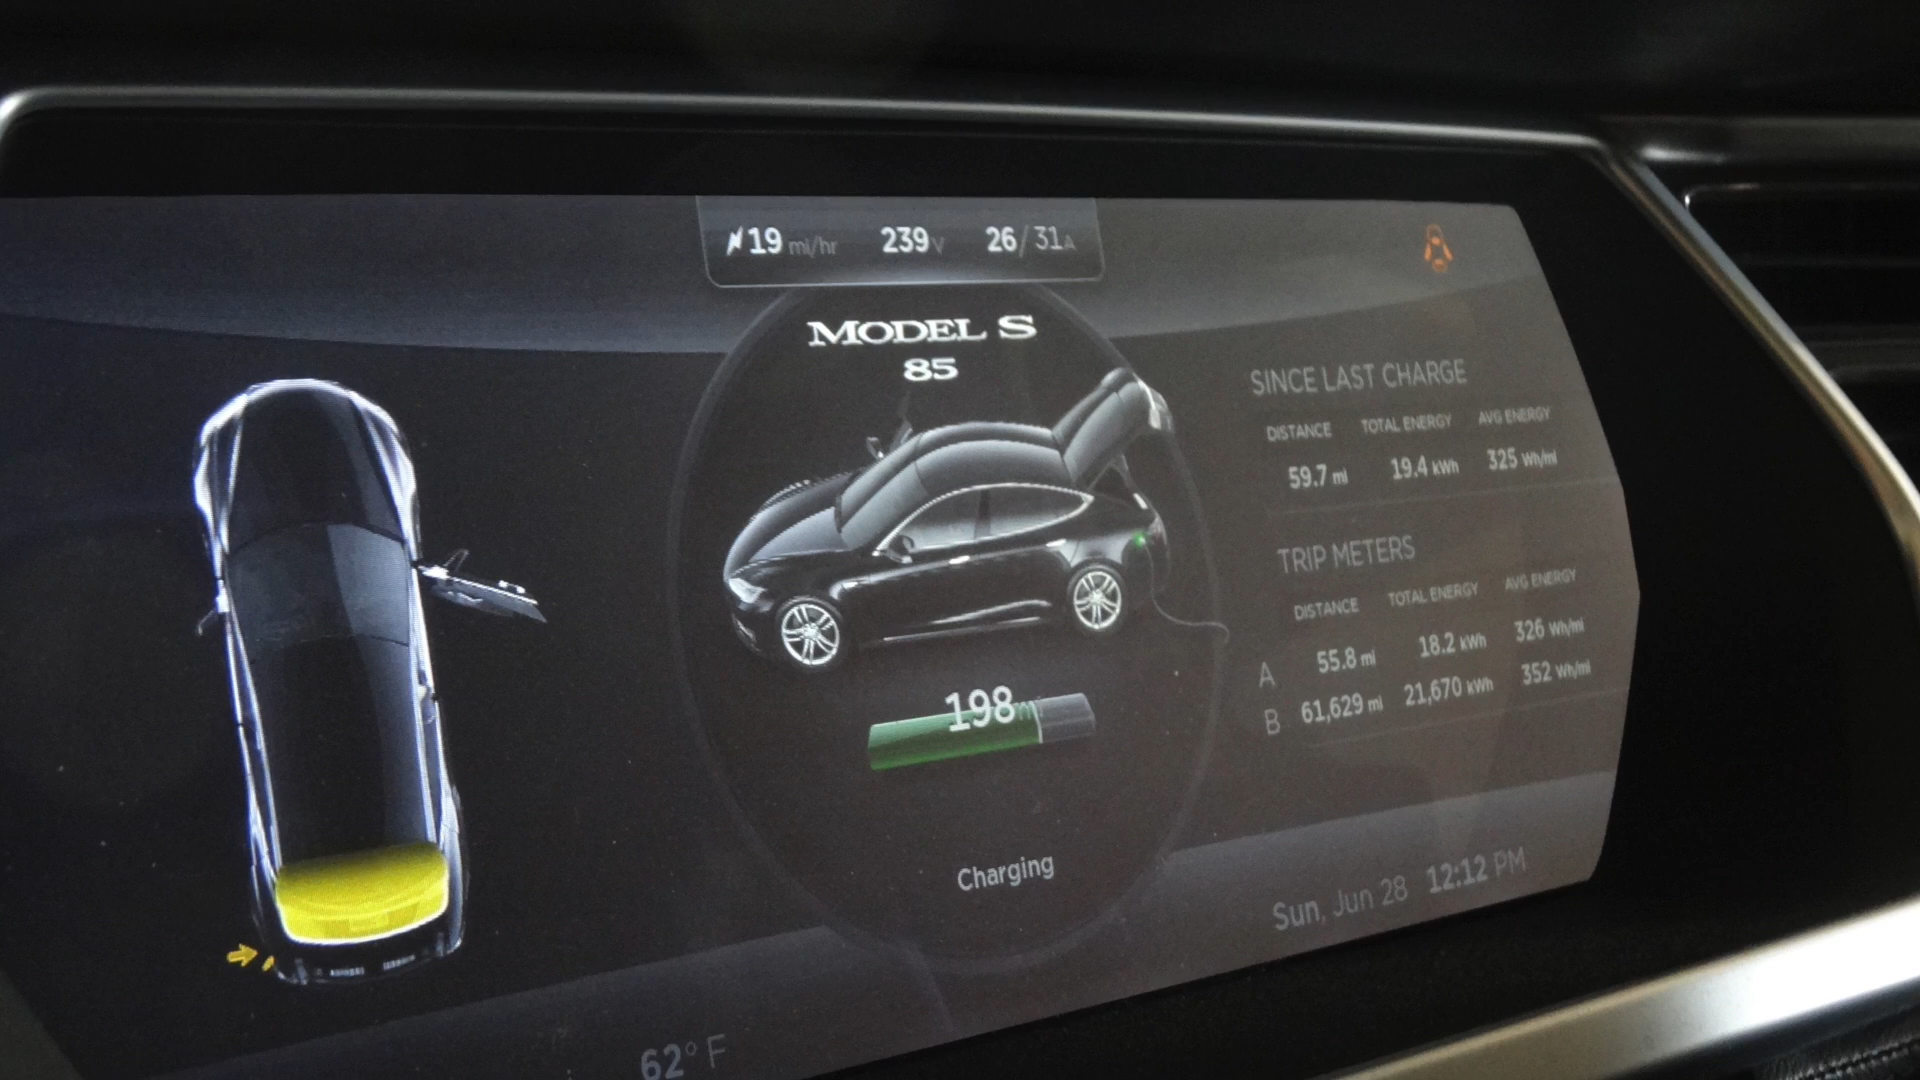 19 mi/hr 239 V 26/31A
MODEL S
85
198
Charging
SINCE LAST CHARGE
DISTANCE TOTAL ENERGY AVG ENERGY
59.7 mi 19.4 kWh 325 Wh/mi
TRIP METERS
DISTANCE TOTAL ENERGY AVG ENERGY
A 55.8 mi 18.2 kWh 326 Wh/mi
B 61,629 mi 21,670 kWh 352 Wh/mi
Sun, Jun 28 12:12 PM
62° F